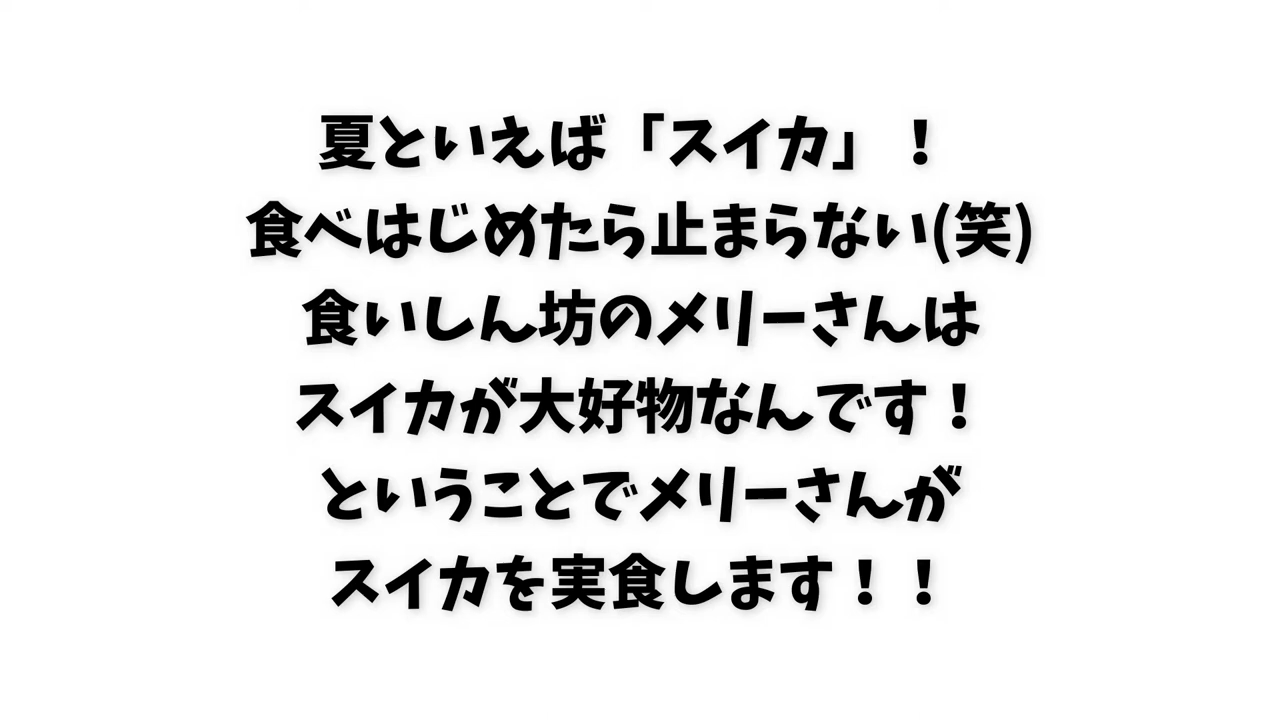 夏といえば「スイカ」！
食べはじめたら止まらない(笑)
食いしん坊のメリーさんは
スイカが大好物なんです！
ということでメリーさんが
スイカを実食します！！